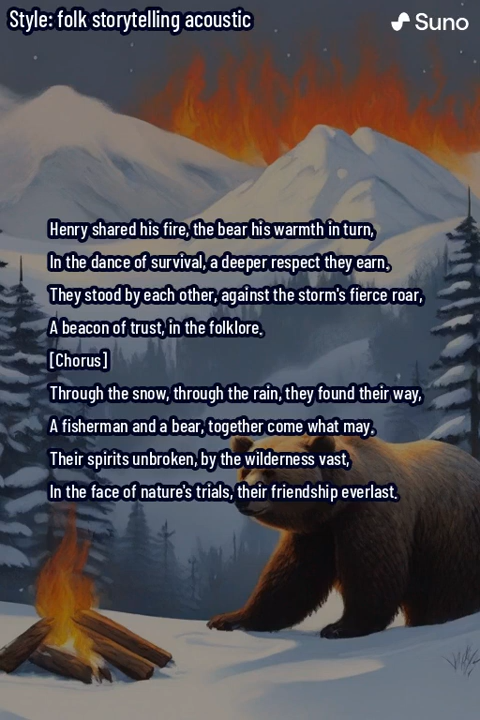 Style: folk storytelling acoustic
Suno
Henry shared his fire, the bear his warmth in turn,
In the dance of survival, a deeper respect they earn.
They stood by each other, against the storm's fierce roar,
A beacon of trust, in the folklore.
[Chorus]
Through the snow, through the rain, they found their way,
A fisherman and a bear, together come what may.
Their spirits unbroken, by the wilderness vast,
In the face of nature's trials, their friendship everlast.